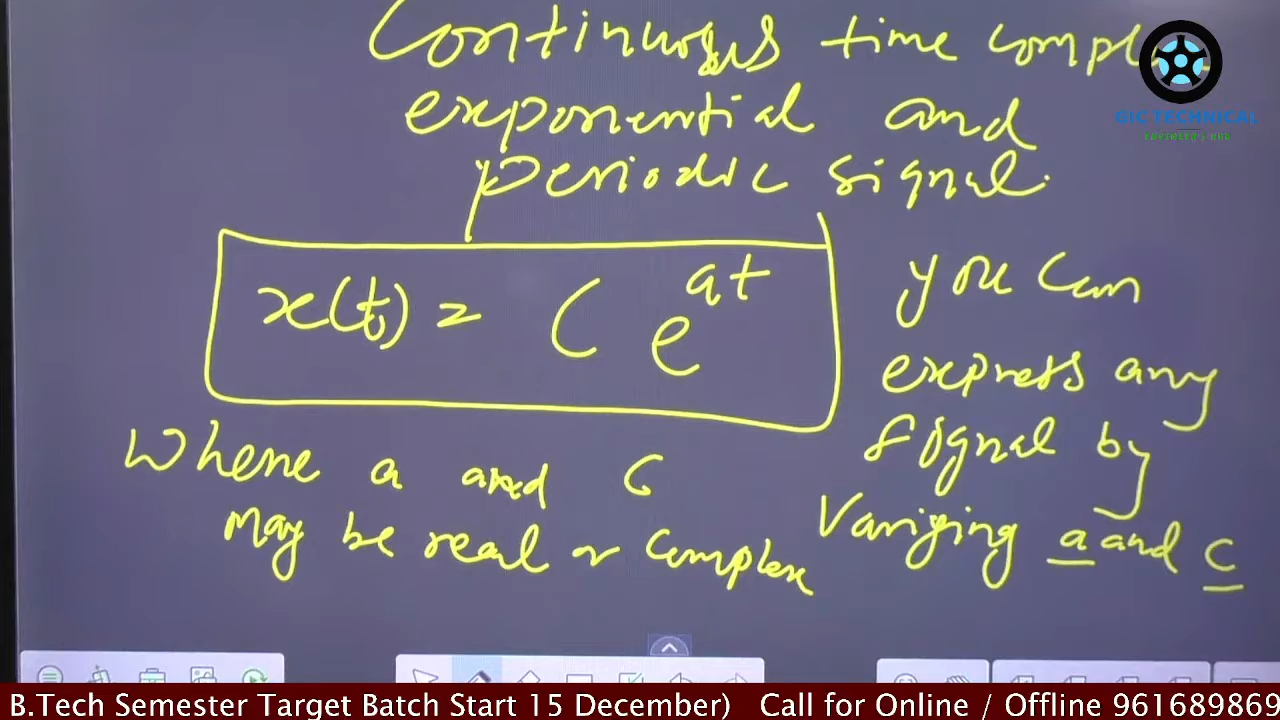 Continuous time comple
exponential and
periodic signal.
x(t) = C e^{at}
you can
express any
signal by
Varying a and c
Where a and C
may be real or complex
GIC TECHNICAL
B.Tech Semester Target Batch Start 15 December) Call for Online / Offline 961689869